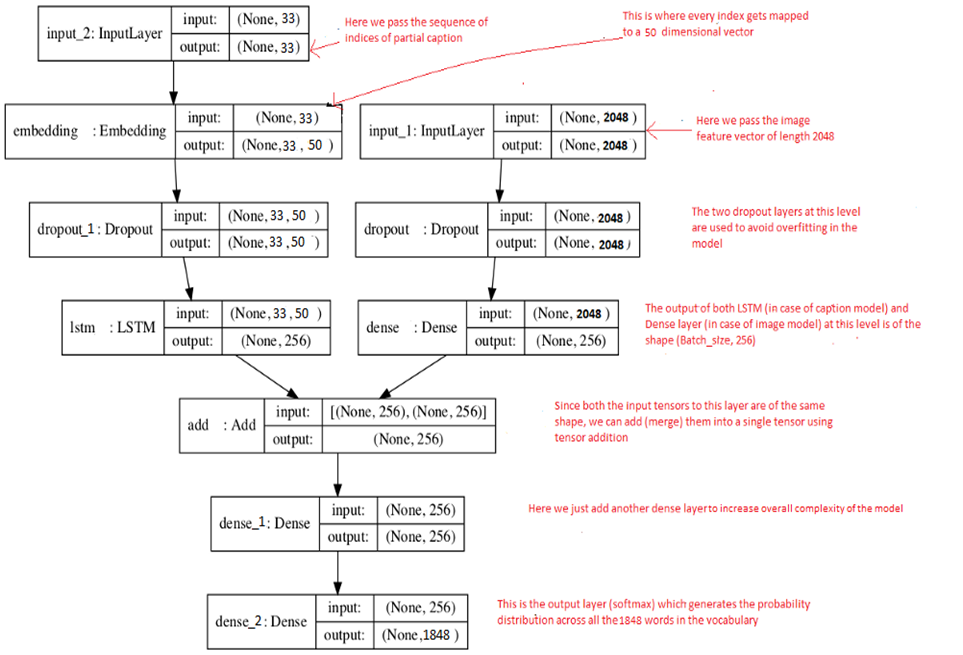 input_2: InputLayer
input: (None, 33)
output: (None, 33)
Here we pass the sequence of
indices of partial caption
This is where every index gets mapped
to a 50 dimensional vector
embedding : Embedding
input: (None, 33)
output: (None, 33 , 50 )
input_1: InputLayer
input: (None, 2048 )
output: (None, 2048 )
Here we pass the image
feature vector of length 2048
dropout_1: Dropout
input: (None, 33 , 50 )
output: (None, 33 , 50 )
dropout : Dropout
input: (None, 2048 )
output: (None, 2048 )
The two dropout layers at this level
are used to avoid overfitting in the
model
lstm : LSTM
input: (None, 33 , 50 )
output: (None, 256)
dense : Dense
input: (None, 2048 )
output: (None, 256)
The output of both LSTM (in case of caption model) and
Dense layer (in case of image model) at this level is of the
shape (Batch_size, 256)
add : Add
input: [(None, 256), (None, 256)]
output: (None, 256)
Since both the input tensors to this layer are of the same
shape, we can add (merge) them into a single tensor using
tensor addition
dense_1: Dense
input: (None, 256)
output: (None, 256)
Here we just add another dense layer to increase overall complexity of the model
dense_2: Dense
input: (None, 256)
output: (None, 1848 )
This is the output layer (softmax) which generates the probability
distribution across all the 1848 words in the vocabulary